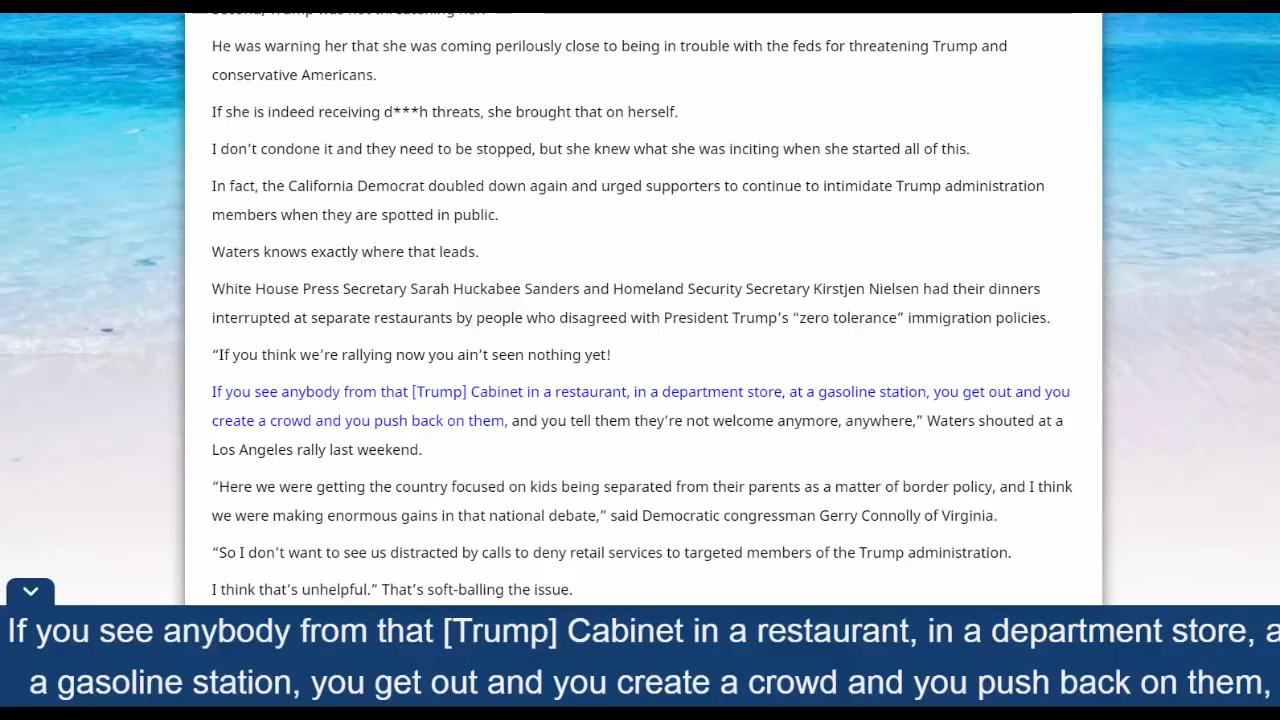 He was warning her that she was coming perilously close to being in trouble with the feds for threatening Trump and
conservative Americans.
If she is indeed receiving d***h threats, she brought that on herself.
I don’t condone it and they need to be stopped, but she knew what she was inciting when she started all of this.
In fact, the California Democrat doubled down again and urged supporters to continue to intimidate Trump administration
members when they are spotted in public.
Waters knows exactly where that leads.
White House Press Secretary Sarah Huckabee Sanders and Homeland Security Secretary Kirstjen Nielsen had their dinners
interrupted at separate restaurants by people who disagreed with President Trump’s “zero tolerance” immigration policies.
“If you think we’re rallying now you ain’t seen nothing yet!
If you see anybody from that [Trump] Cabinet in a restaurant, in a department store, at a gasoline station, you get out and you
create a crowd and you push back on them, and you tell them they’re not welcome anymore, anywhere,” Waters shouted at a
Los Angeles rally last weekend.
“Here we were getting the country focused on kids being separated from their parents as a matter of border policy, and I think
we were making enormous gains in that national debate,” said Democratic congressman Gerry Connolly of Virginia.
“So I don’t want to see us distracted by calls to deny retail services to targeted members of the Trump administration.
I think that’s unhelpful.” That’s soft-balling the issue.
If you see anybody from that [Trump] Cabinet in a restaurant, in a department store, a
a gasoline station, you get out and you create a crowd and you push back on them,